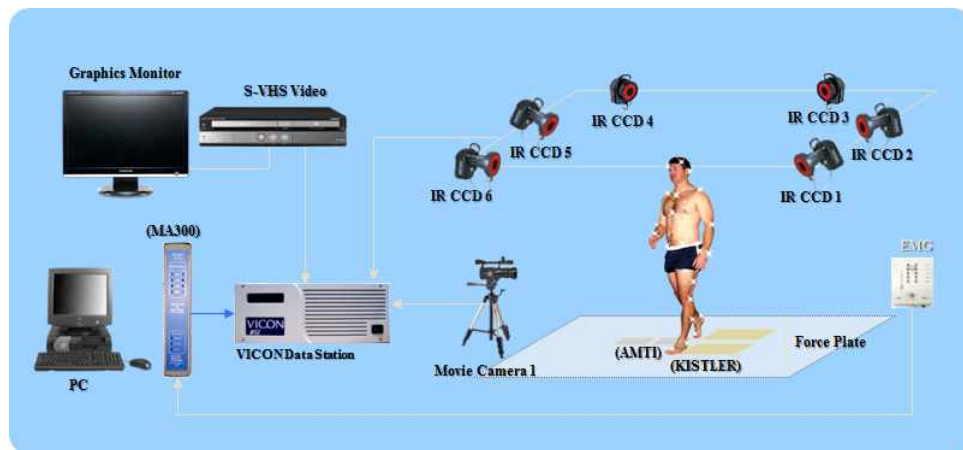 Graphics Monitor
S-VHS Video
IR CCD 4
IR CCD 3
IR CCD 5
IR CCD 2
IR CCD 6
IR CCD 1
(MA300)
EMG
VICON
VICON Data Station
PC
Movie Camera 1
(AMTI)
(KISTLER)
Force Plate